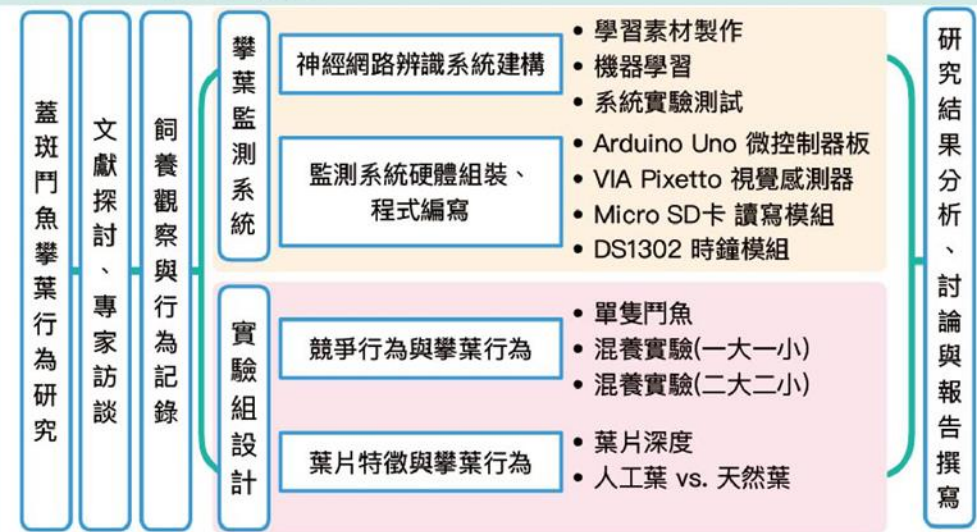 蓋斑鬥魚攀葉行為研究
文獻探討、專家訪談
飼養觀察與行為記錄
攀葉監測系統
神經網路辨識系統建構
• 學習素材製作
• 機器學習
• 系統實驗測試
監測系統硬體組裝、
程式編寫
• Arduino Uno 微控制器板
• VIA Pixetto 視覺感測器
• Micro SD卡 讀寫模組
• DS1302 時鐘模組
實驗組設計
競爭行為與攀葉行為
• 單隻鬥魚
• 混養實驗(一大一小)
• 混養實驗(二大二小)
葉片特徵與攀葉行為
• 葉片深度
• 人工葉 vs. 天然葉
研究結果分析、討論與報告撰寫